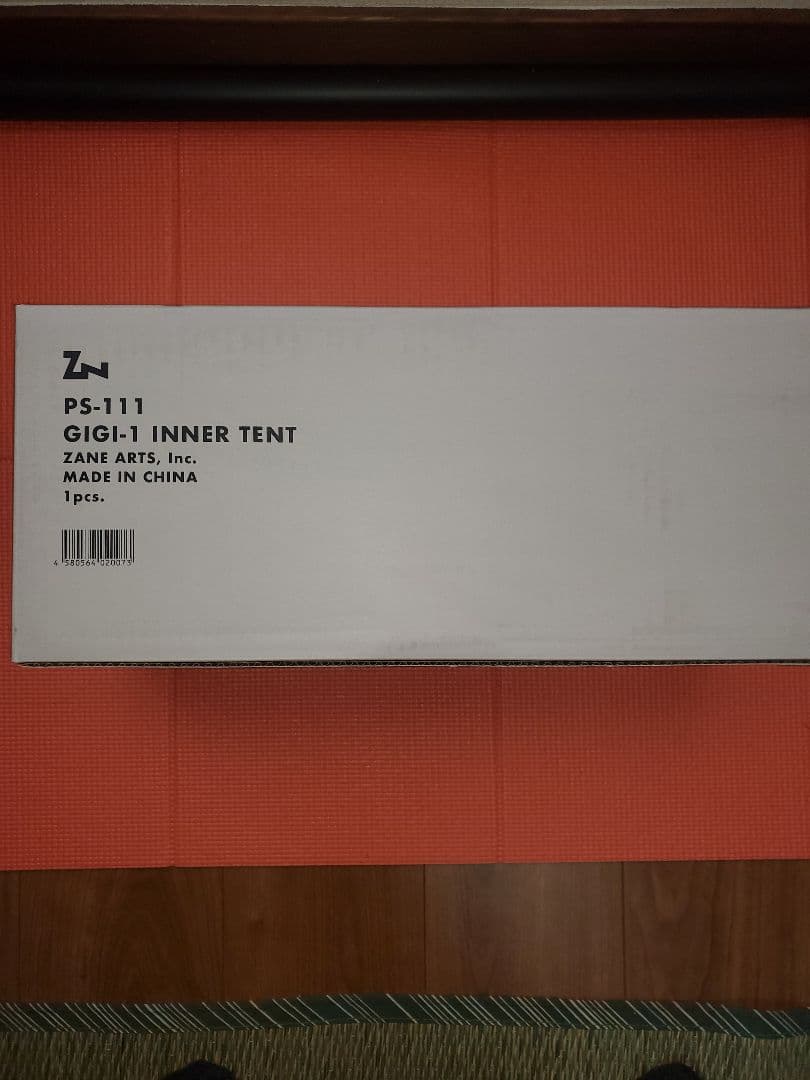 ZN
PS-111
GIGI-1 INNER TENT
ZANE ARTS, Inc.
MADE IN CHINA
1pcs.
4 580564 020073